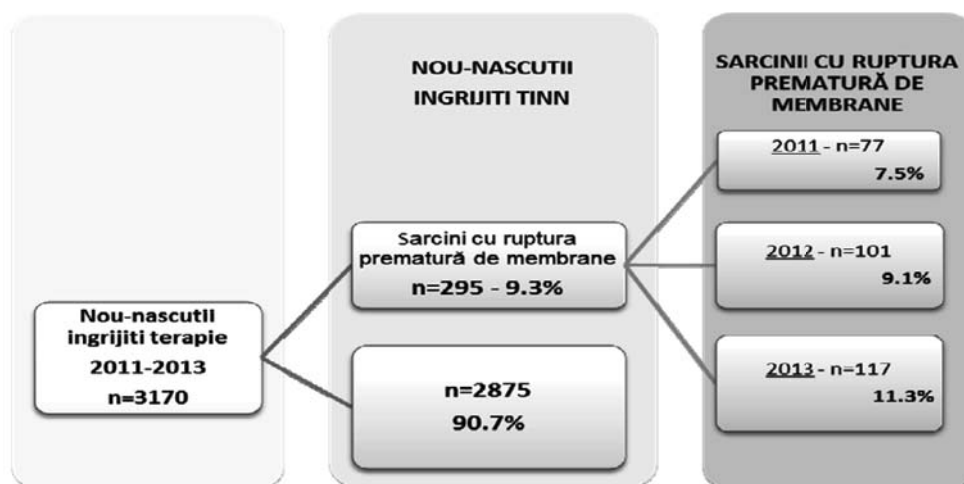 Nou-nascutii
ingrijiti terapie
2011-2013
n=3170
NOU-NASCUTII
INGRIJITI TINN
Sarcini cu ruptura
prematură de membrane
n=295 - 9.3%
n=2875
90.7%
SARCINII CU RUPTURA
PREMATURĂ DE
MEMBRANE
2011 - n=77
7.5%
2012 - n=101
9.1%
2013 - n=117
11.3%